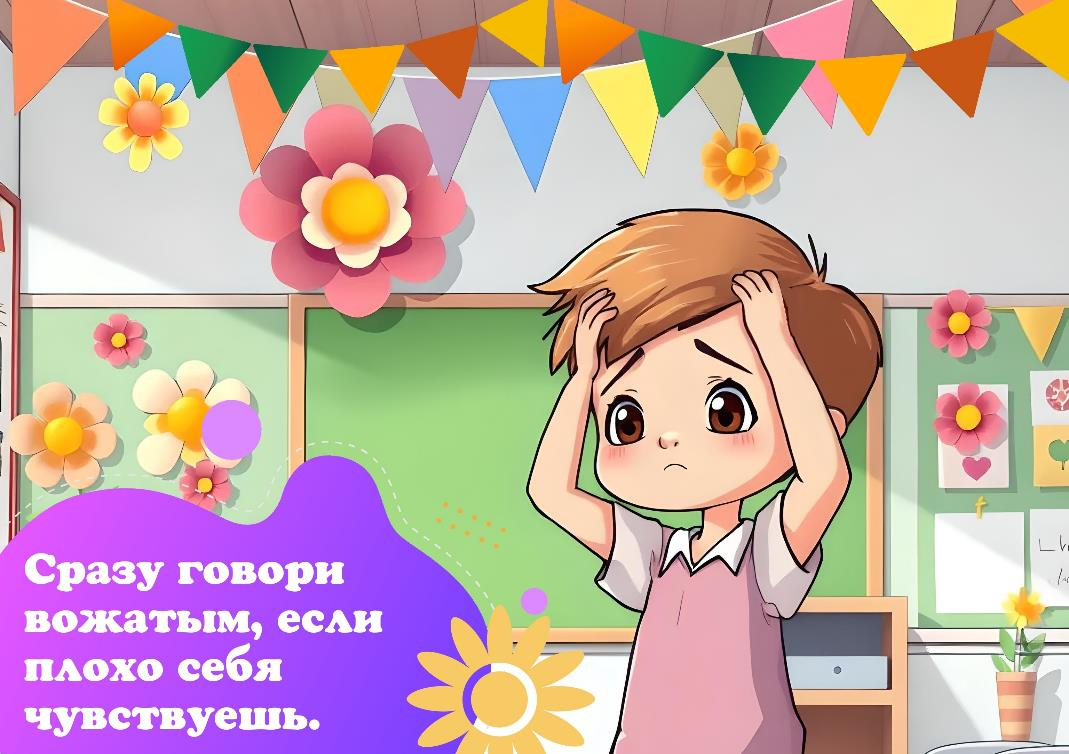 Сразу говори
вожатым, если
плохо себя
чувствуешь.